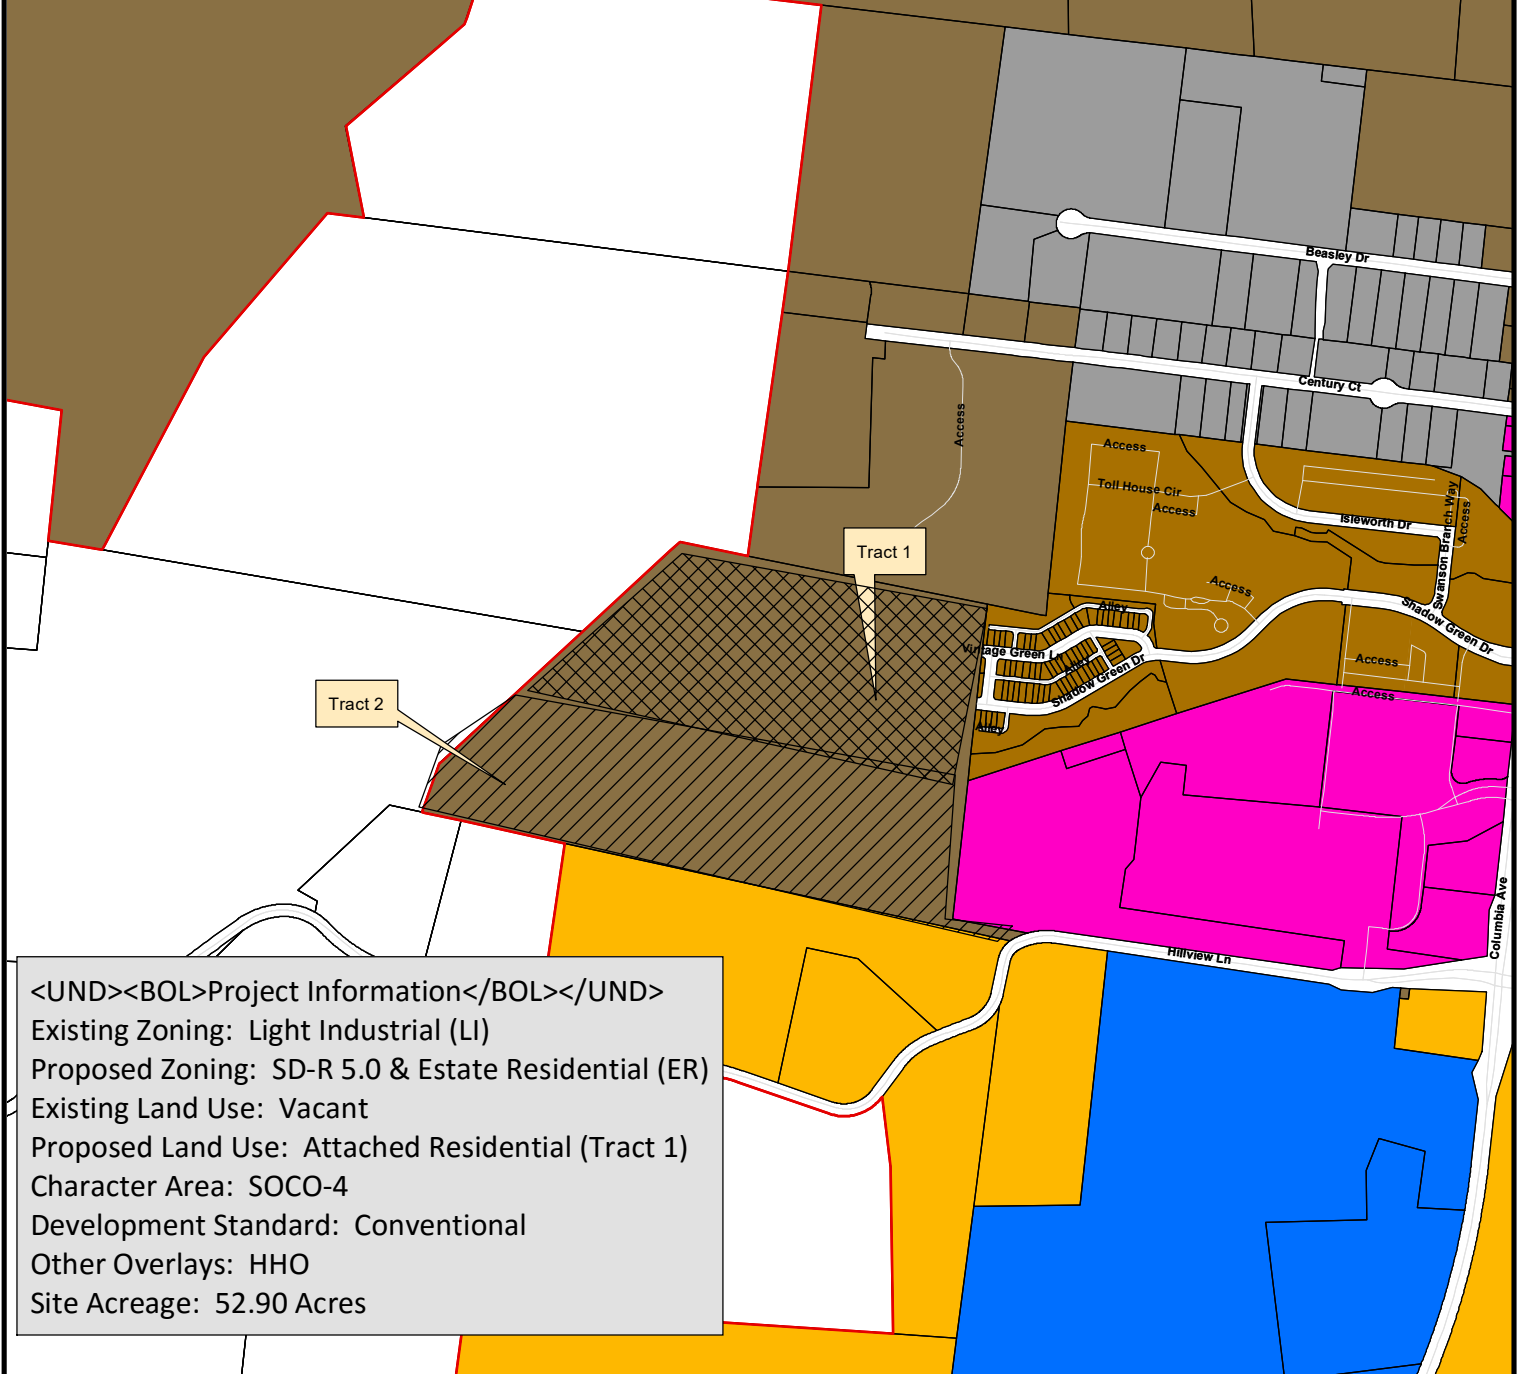 Beasley Dr
Century Ct
Access
Access
Toll House Cir
Access
Isleworth Dr
Swanson Branch Way
Access
Tract 1
Access
Alley
Shadow Green Dr
Vintage Green Ln
Alley
Access
Shadow Green Dr
Access
Tract 2
Alley
Columbia Ave
Hillview Ln
<UND><BOL>Project Information</BOL></UND>
Existing Zoning: Light Industrial (LI)
Proposed Zoning: SD-R 5.0 & Estate Residential (ER)
Existing Land Use: Vacant
Proposed Land Use: Attached Residential (Tract 1)
Character Area: SOCO-4
Development Standard: Conventional
Other Overlays: HHO
Site Acreage: 52.90 Acres